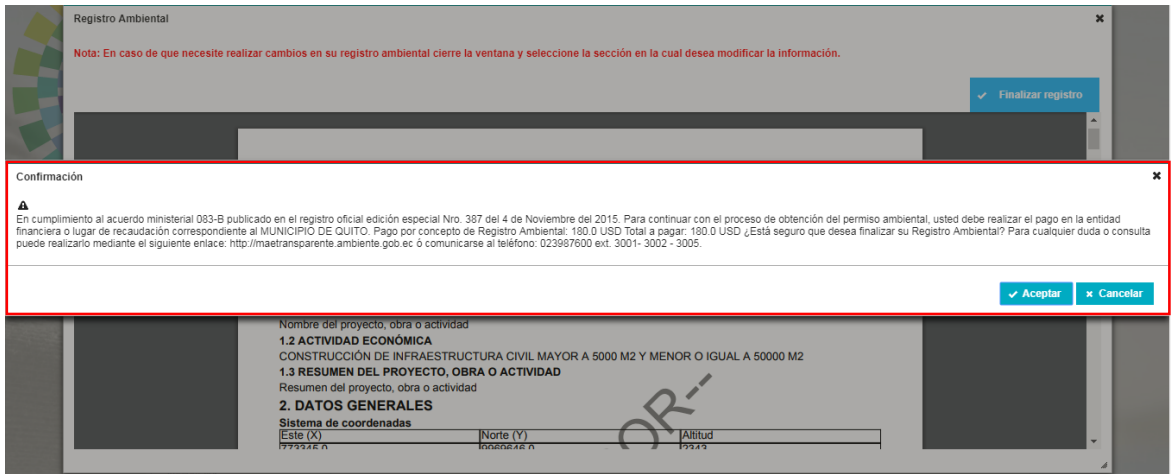 Registro Ambiental
Nota: En caso de que necesite realizar cambios en su registro ambiental cierre la ventana y seleccione la sección en la cual desea modificar la información.
Finalizar registro
Confirmación
En cumplimiento al acuerdo ministerial 083-B publicado en el registro oficial edición especial Nro. 387 del 4 de Noviembre del 2015. Para continuar con el proceso de obtención del permiso ambiental, usted debe realizar el pago en la entidad
financiera o lugar de recaudación correspondiente al MUNICIPIO DE QUITO. Pago por concepto de Registro Ambiental: 180.0 USD Total a pagar: 180.0 USD ¿Está seguro que desea finalizar su Registro Ambiental? Para cualquier duda o consulta
puede realizarlo mediante el siguiente enlace: http://maetransparente.ambiente.gob.ec ó comunicarse al teléfono: 023987600 ext. 3001- 3002 - 3005.
Aceptar Cancelar
Nombre del proyecto, obra o actividad
1.2 ACTIVIDAD ECONÓMICA
CONSTRUCCIÓN DE INFRAESTRUCTURA CIVIL MAYOR A 5000 M2 Y MENOR O IGUAL A 50000 M2
1.3 RESUMEN DEL PROYECTO, OBRA O ACTIVIDAD
Resumen del proyecto, obra o actividad
2. DATOS GENERALES
Sistema de coordenadas
Este (X) Norte (Y) Altitud
773345.0 9969646.0 2343
OR--